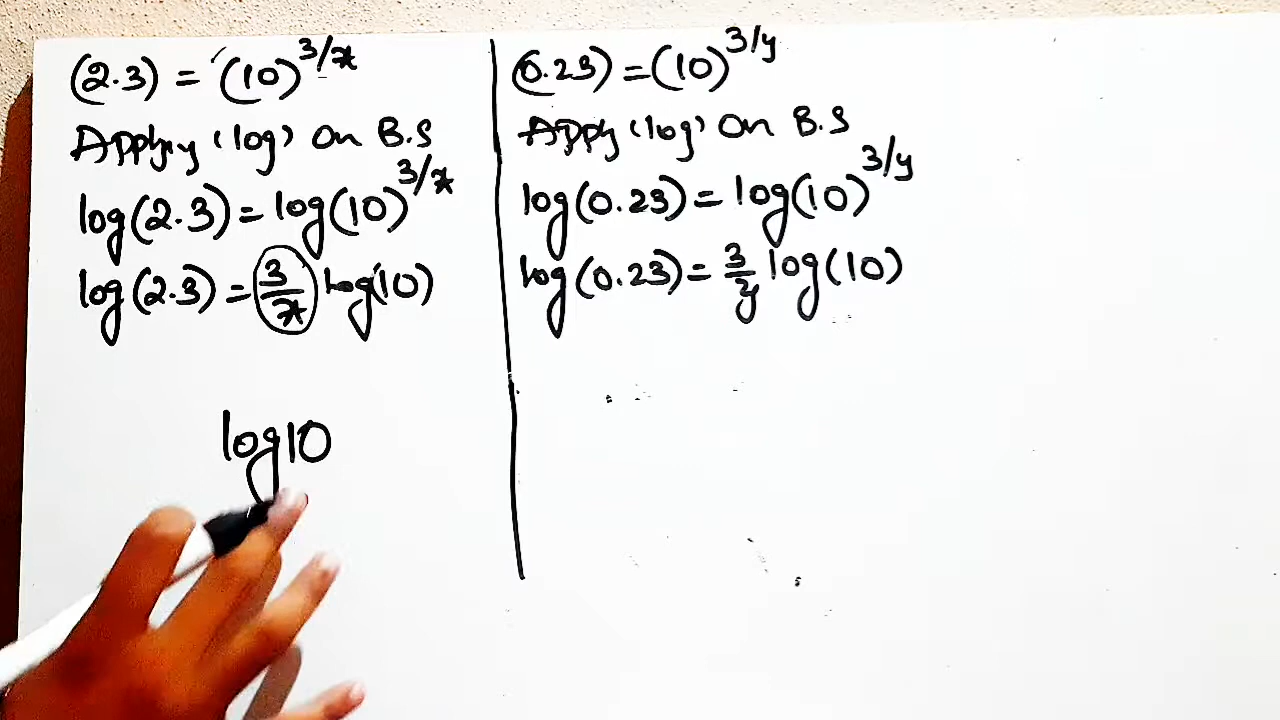 (2.3) = (10)^3/x
Applying 'log' On B.S
log(2.3) = log(10)^3/x
log(2.3) = 3/x log(10)
log10
(0.23) = (10)^3/y
Apply 'log' On B.S
log(0.23) = log(10)^3/y
log(0.23) = 3/y log(10)